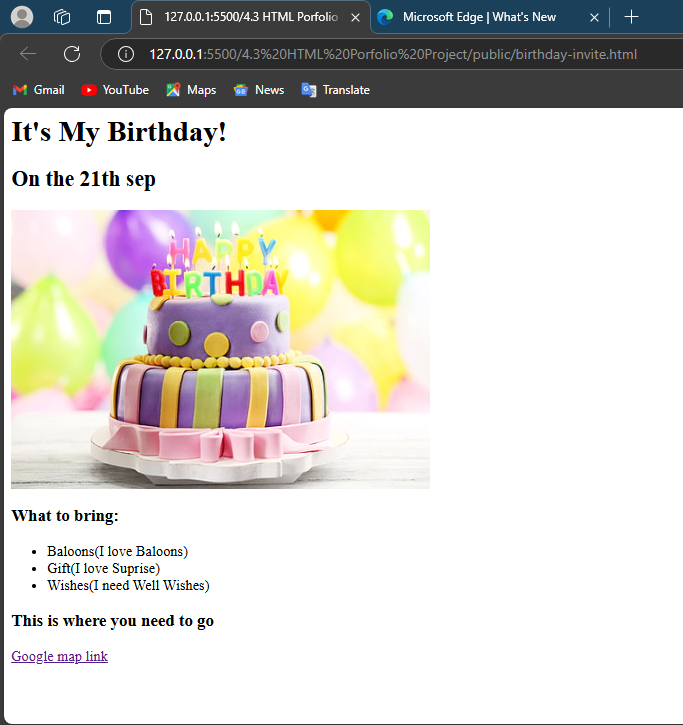 127.0.0.1:5500/4.3 HTML Porfolio
Microsoft Edge | What's New
127.0.0.1:5500/4.3%20HTML%20Porfolio%20Project/public/birthday-invite.html
Gmail
YouTube
Maps
News
Translate
It's My Birthday!
On the 21th sep
HAPPY
BIRTHDAY
What to bring:
Baloons(I love Baloons)
Gift(I love Suprise)
Wishes(I need Well Wishes)
This is where you need to go
Google map link